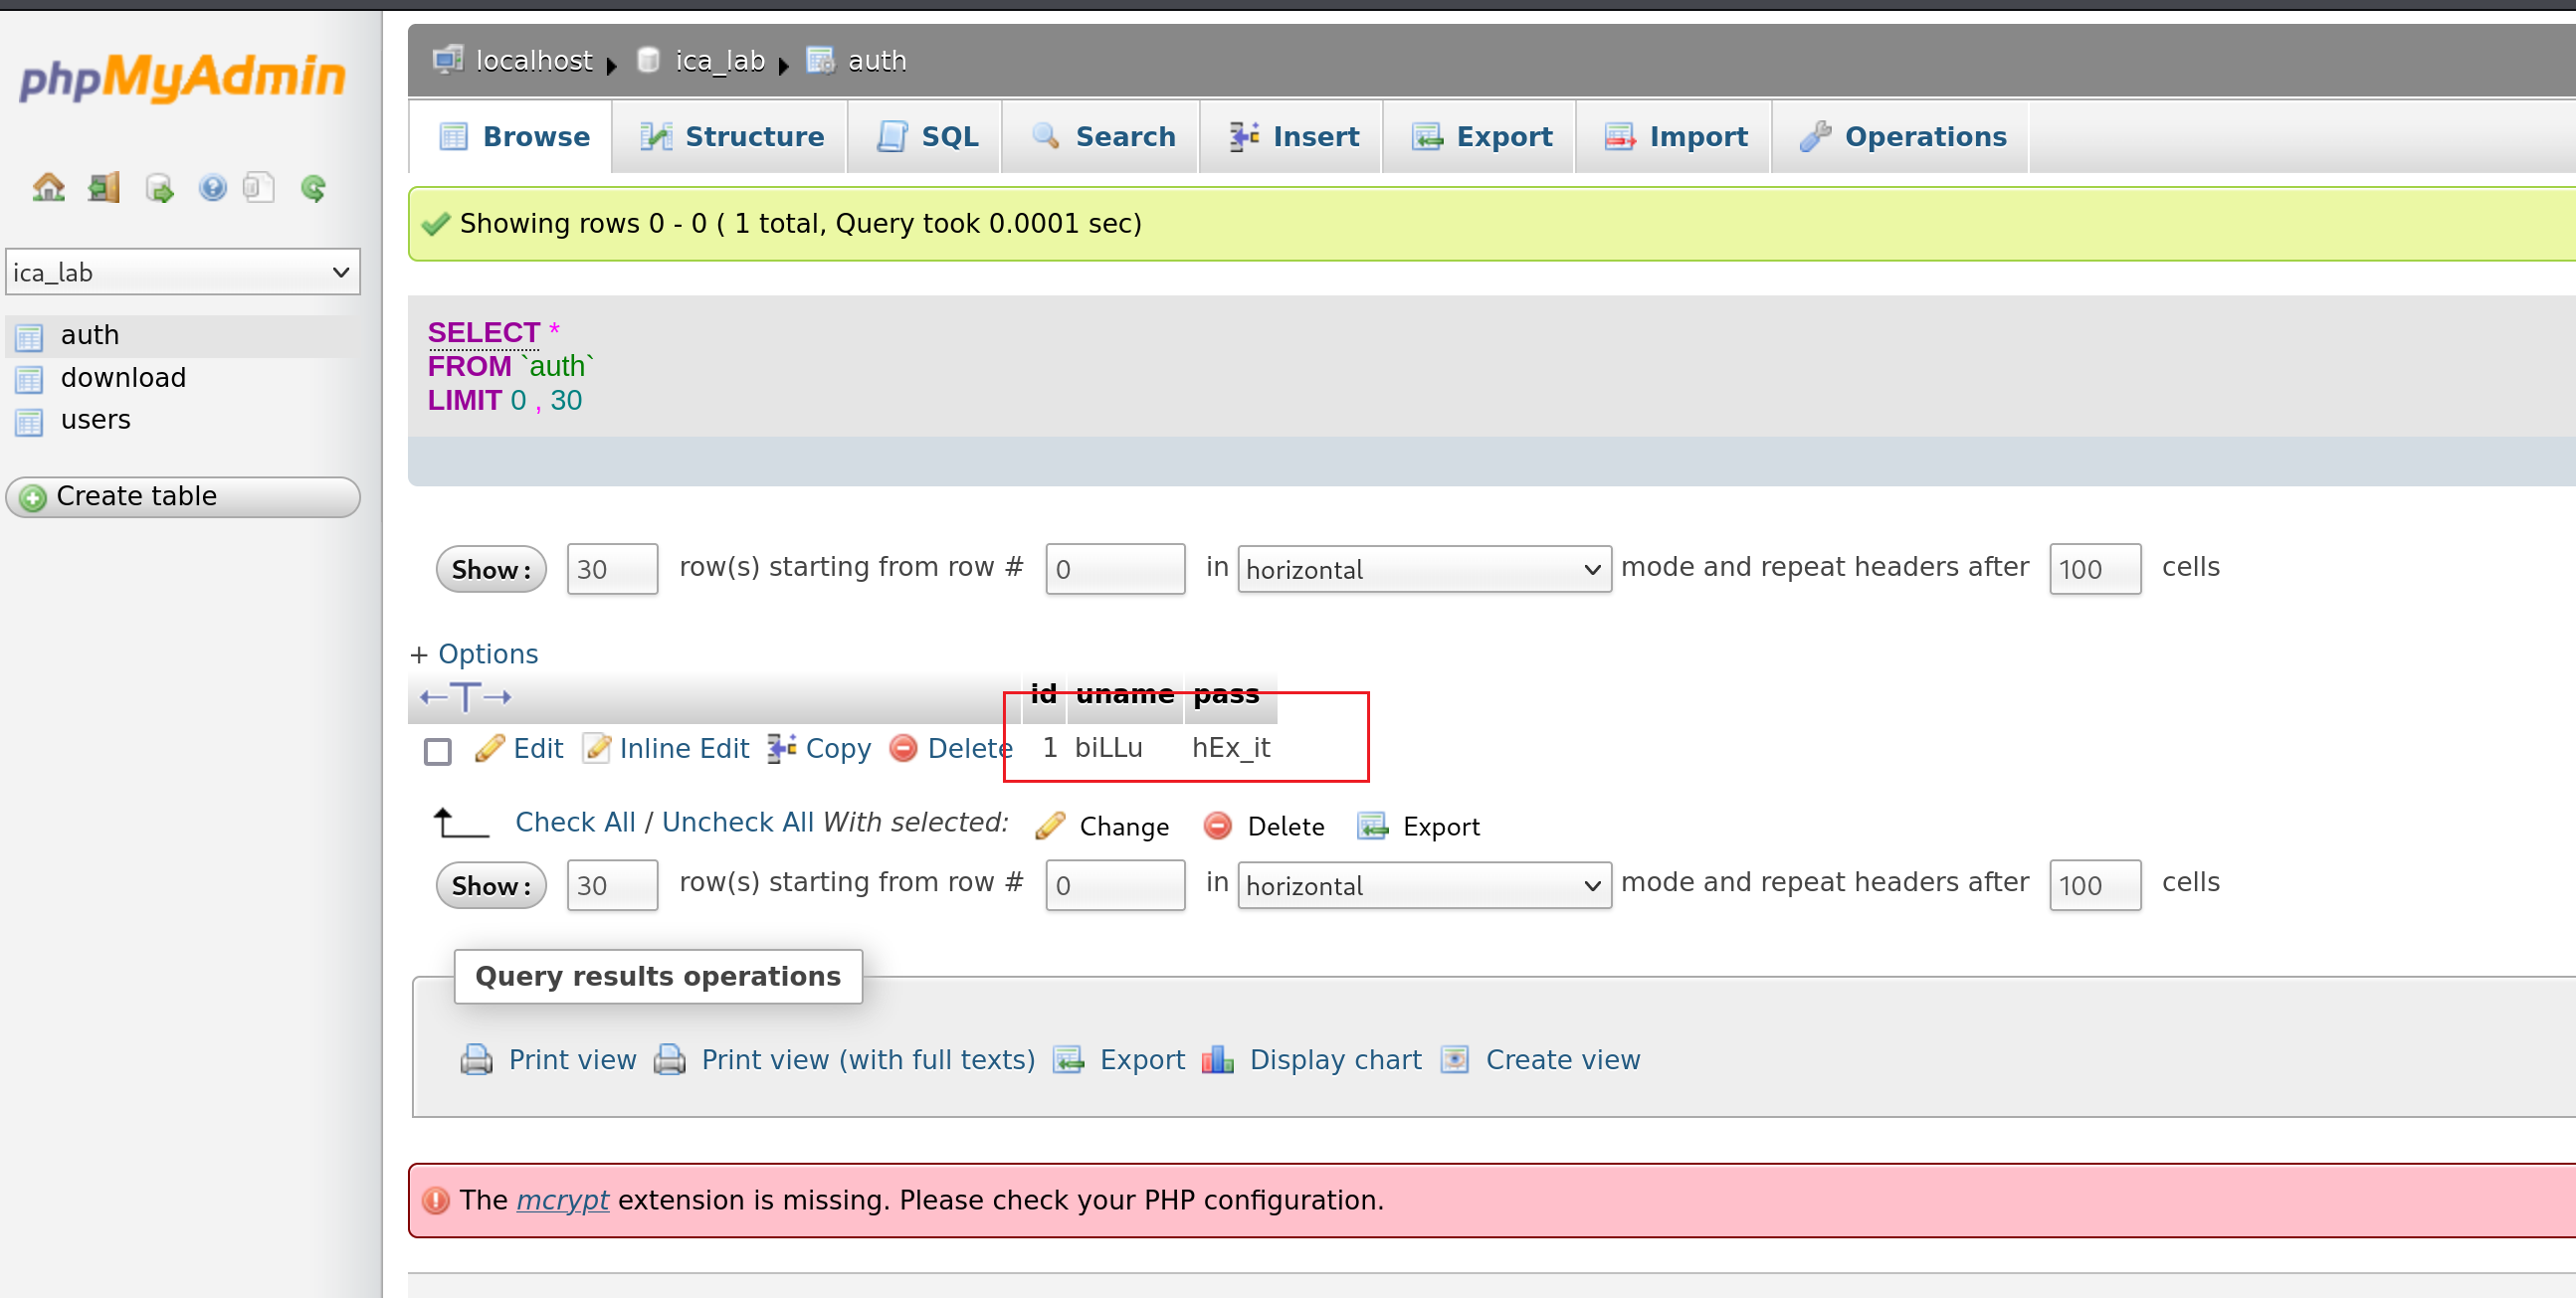 phpMyAdmin
ica_lab
auth
download
users
Create table
localhost ica_lab auth
Browse Structure SQL Search Insert Export Import Operations
Showing rows 0 - 0 ( 1 total, Query took 0.0001 sec)
SELECT *
FROM `auth`
LIMIT 0 , 30
Show : 30 row(s) starting from row # 0 in horizontal mode and repeat headers after 100 cells
+ Options
←T→ id uname pass
Edit Inline Edit Copy Delete 1 biLLu hEx_it
Check All / Uncheck All With selected: Change Delete Export
Show : 30 row(s) starting from row # 0 in horizontal mode and repeat headers after 100 cells
Query results operations
Print view Print view (with full texts) Export Display chart Create view
The mcrypt extension is missing. Please check your PHP configuration.